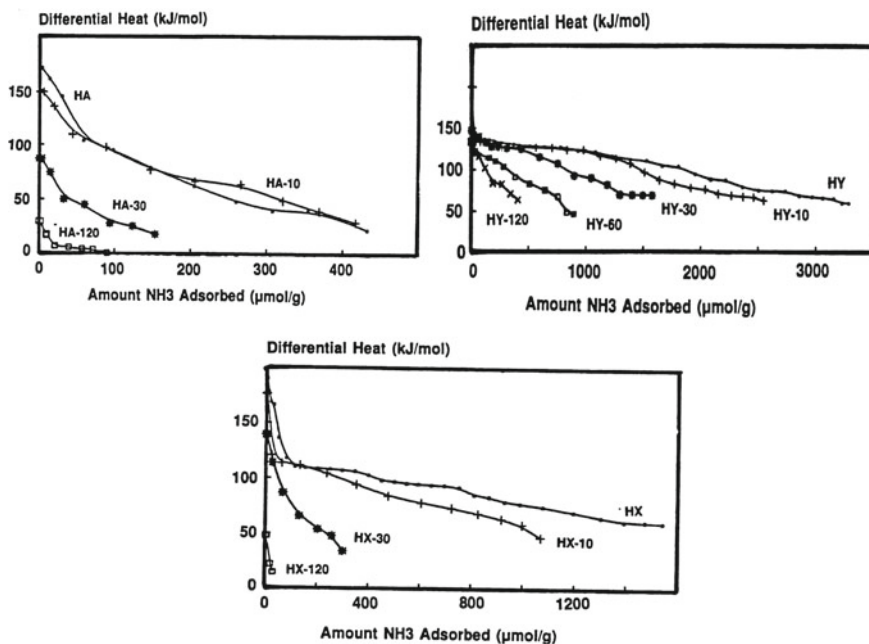 Differential Heat (kJ/mol)
150
100
50
0
HA
HA-10
HA-30
HA-120
0 100 200 300 400
Amount NH3 Adsorbed (µmol/g)
Differential Heat (kJ/mol)
150
100
50
0
HY
HY-10
HY-30
HY-60
HY-120
0 1000 2000 3000
Amount NH3 Adsorbed (µmol/g)
Differential Heat (kJ/mol)
150
100
50
0
HX
HX-10
HX-30
HX-120
0 400 800 1200
Amount NH3 Adsorbed (µmol/g)